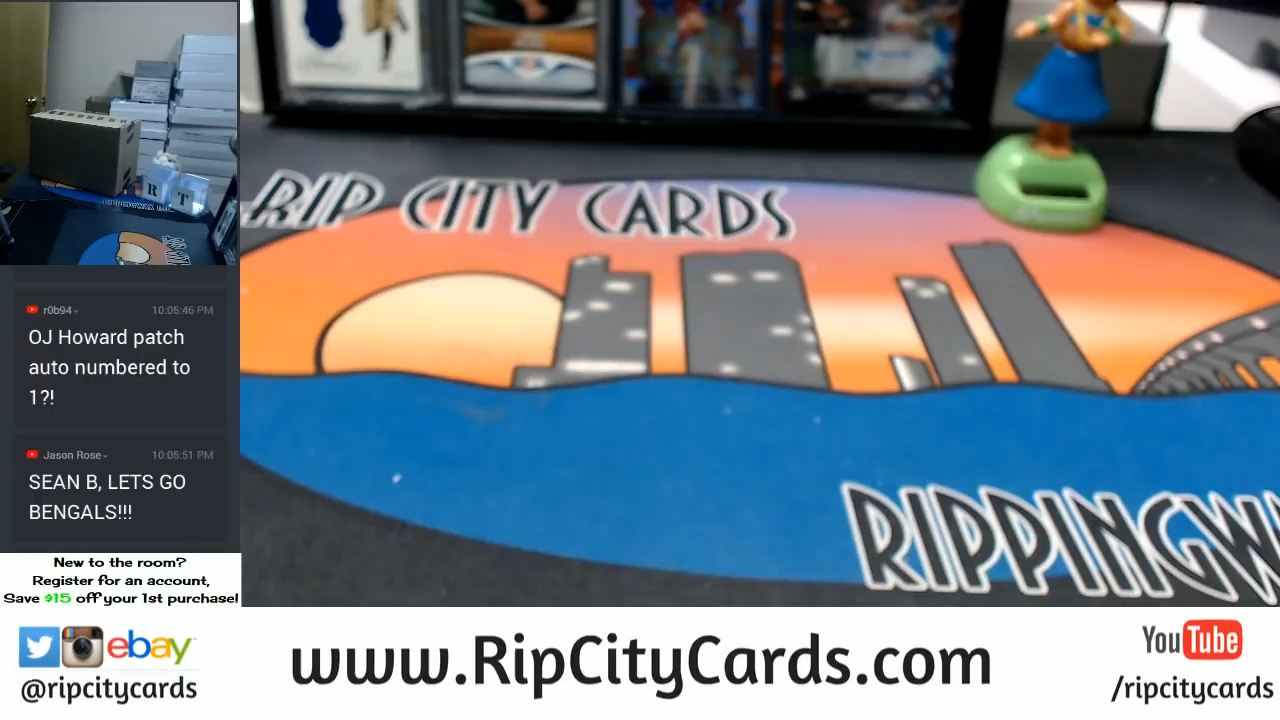 RIP CITY CARDS
RIPPINGW
R T
r0b94
10:05:46 PM
OJ Howard patch
auto numbered to
1?!
Jason Rose
10:05:51 PM
SEAN B, LETS GO
BENGALS!!!
New to the room?
Register for an account,
Save $15 off your 1st purchase!
ebay
@ripcitycards
www.RipCityCards.com
YouTube
/ripcitycards